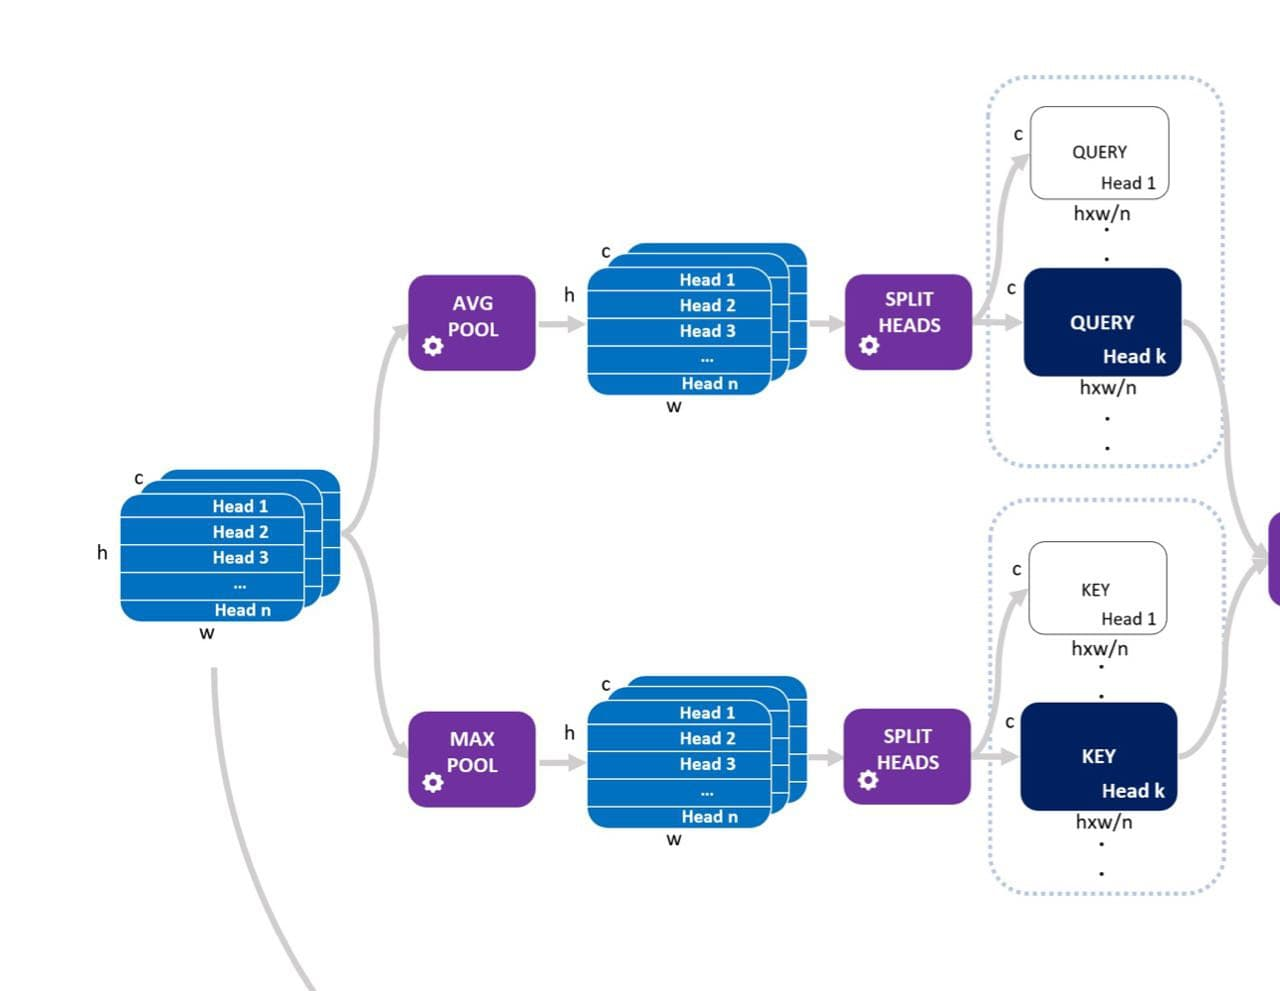 c
h
Head 1
Head 2
Head 3
...
Head n
w
AVG
POOL
c
h
Head 1
Head 2
Head 3
...
Head n
w
SPLIT
HEADS
c
QUERY
Head 1
hxw/n
.
.
c
QUERY
Head k
hxw/n
.
.
MAX
POOL
c
h
Head 1
Head 2
Head 3
...
Head n
w
SPLIT
HEADS
c
KEY
Head 1
hxw/n
.
.
c
KEY
Head k
hxw/n
.
.